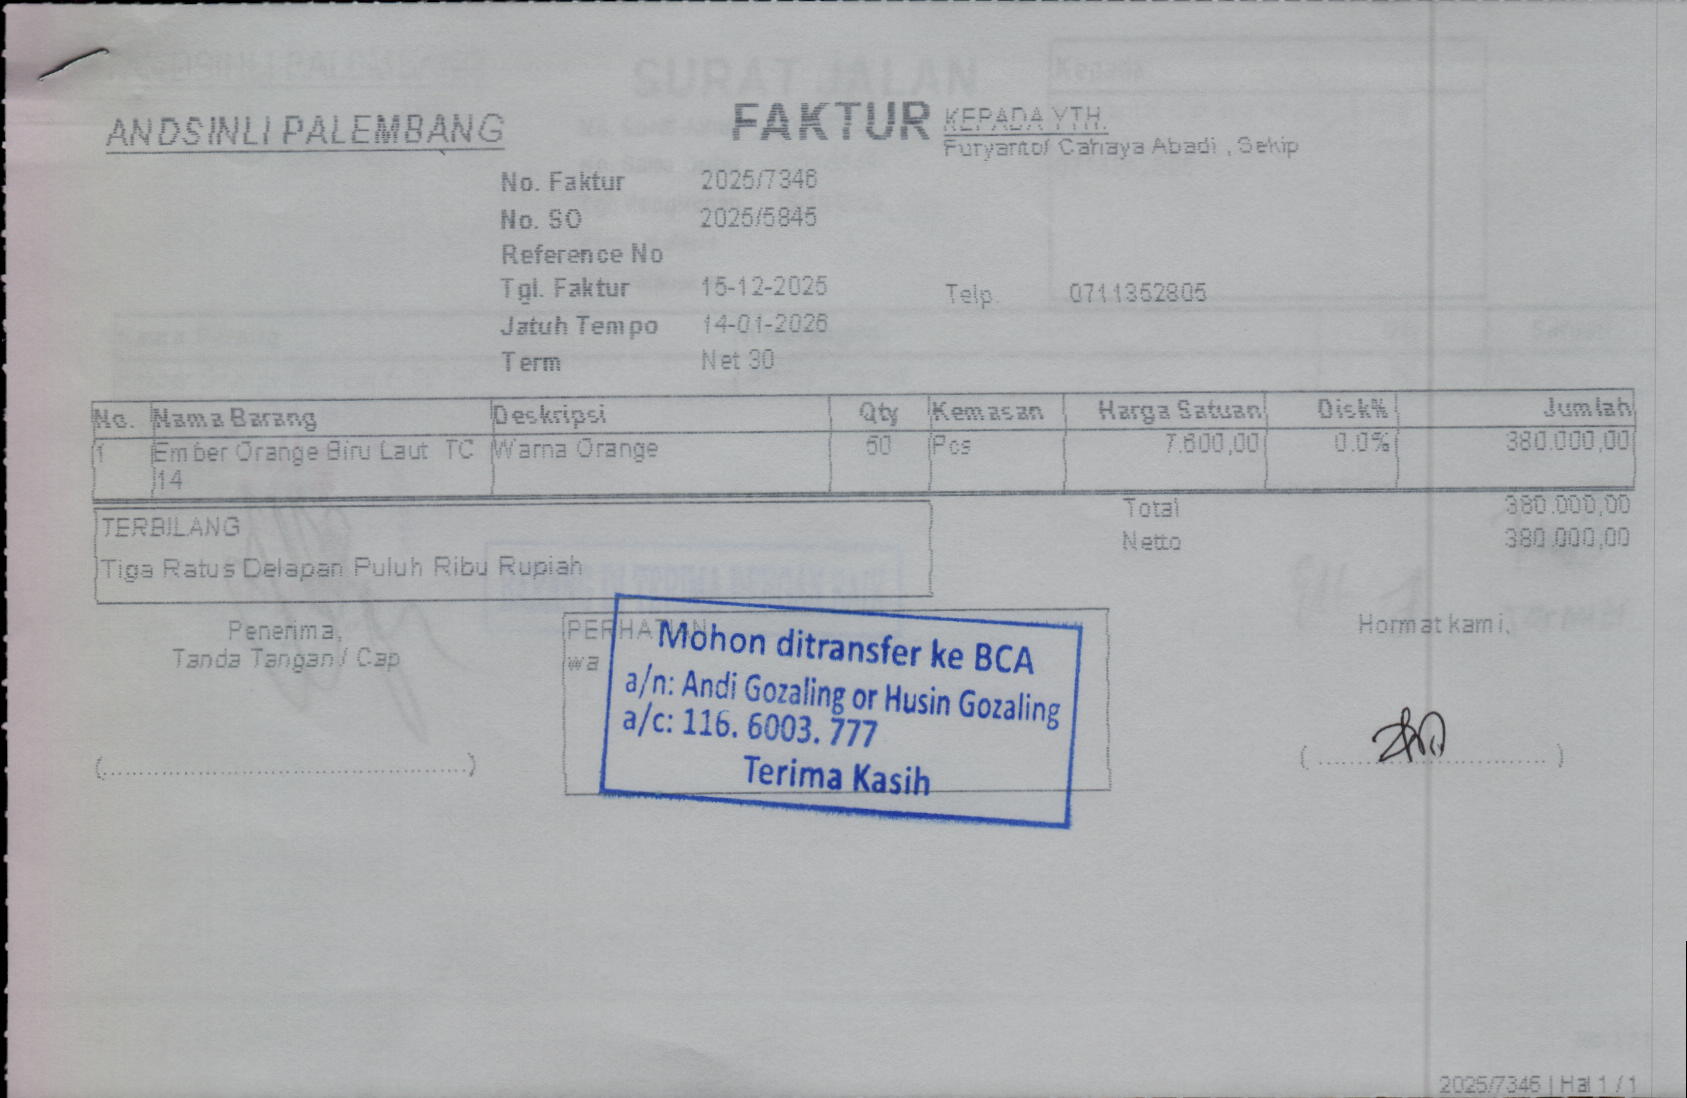 ANDSINLI PALEMBANG
FAKTUR
KEPADA YTH.
Furyanto/ Cahaya Abadi , Sekip
No. Faktur 2025/7346
No. SO 2025/5845
Reference No
Tgl. Faktur 15-12-2025
Telp. 0711352805
Jatuh Tempo 14-01-2026
Term Net 30
No. Nama Barang Deskripsi Qty Kemasan Harga Satuan Disk% Jumlah
1 Ember Orange Biru Laut TC Warna Orange 50 Pcs 7.600,00 0.0% 380.000,00
14
Total 380.000,00
TERBILANG
Netto 380.000,00
Tiga Ratus Delapan Puluh Ribu Rupiah
Penerima,
Tanda Tangan / Cap
PERHATIAN
wa
Mohon ditransfer ke BCA
a/n: Andi Gozaling or Husin Gozaling
a/c: 116. 6003. 777
Terima Kasih
Hormat kami,
(..........................................)
(..........................................)
SURAT JALAN
Kepada
2025/7346 | Hal 1 / 1